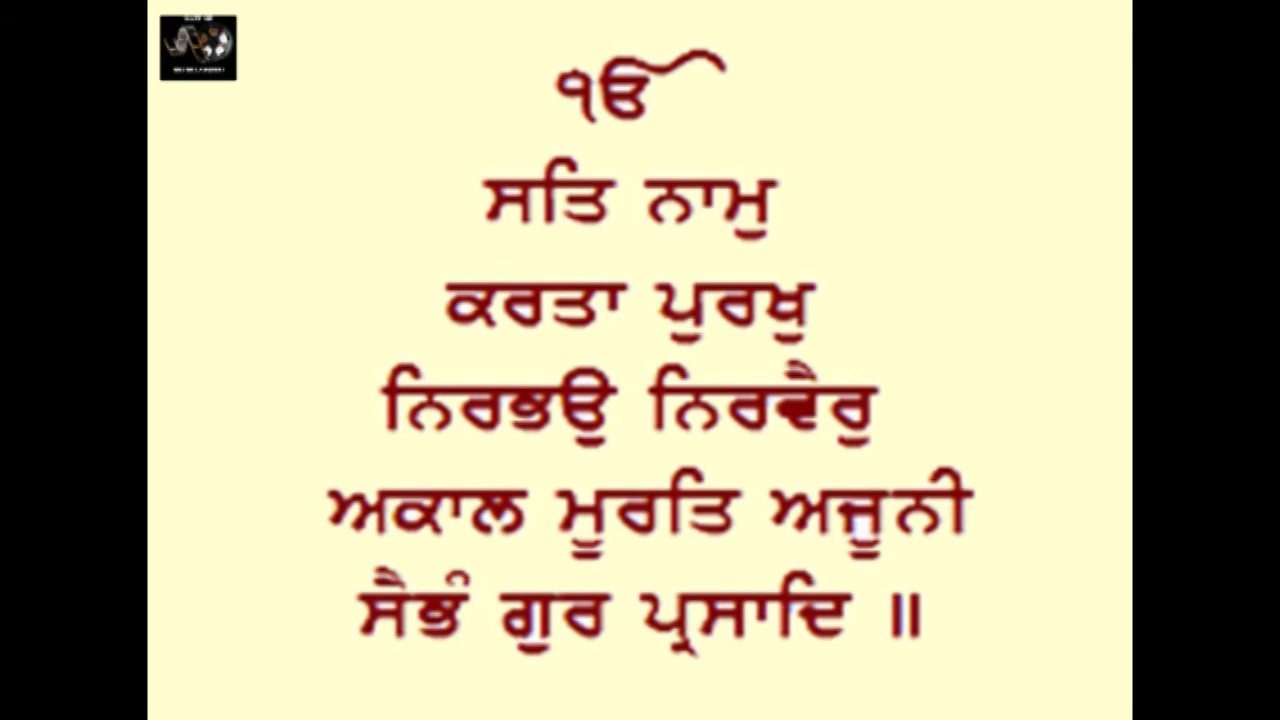 ੴ
ਸਤਿ ਨਾਮੁ
ਕਰਤਾ ਪੁਰਖੁ
ਨਿਰਭਉ ਨਿਰਵੈਰੁ
ਅਕਾਲ ਮੂਰਤਿ ਅਜੂਨੀ
ਸੈਭੰ ਗੁਰ ਪ੍ਰਸਾਦਿ ॥